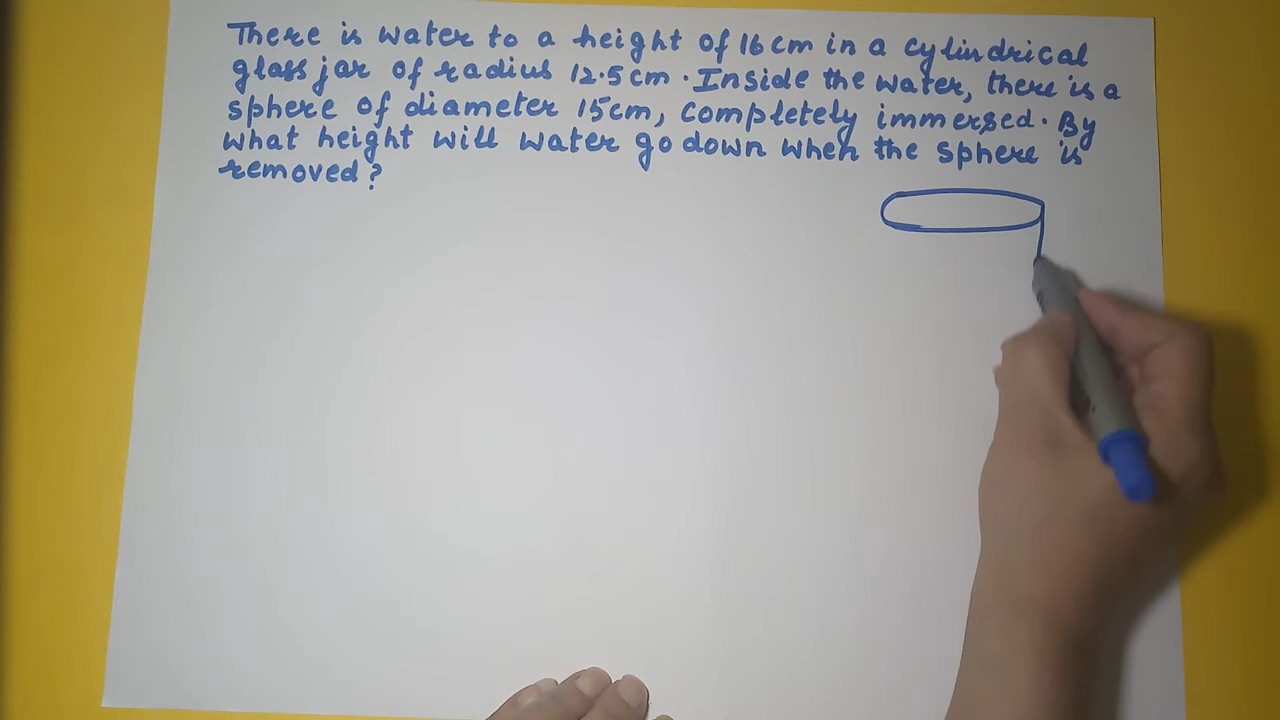 There is water to a height of 16 cm in a cylindrical
glass jar of radius 12.5 cm. Inside the water, there is a
sphere of diameter 15cm, completely immersed. By
what height will water go down when the sphere is
removed?